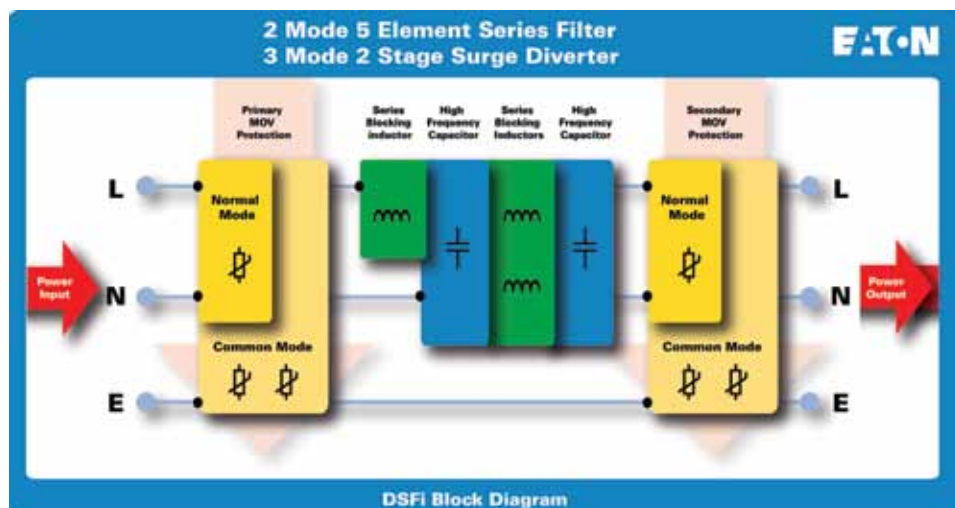 2 Mode 5 Element Series Filter
3 Mode 2 Stage Surge Diverter
EATON
Primary
MOV
Protection
Series
Blocking
inductor
High
Frequency
Capacitor
Series
Blocking
Inductors
High
Frequency
Capacitor
Secondary
MOV
Protection
L
Normal
Mode
Normal
Mode
L
Power
Input
N
N
Power
Output
Common Mode
Common Mode
E
E
DSFi Block Diagram